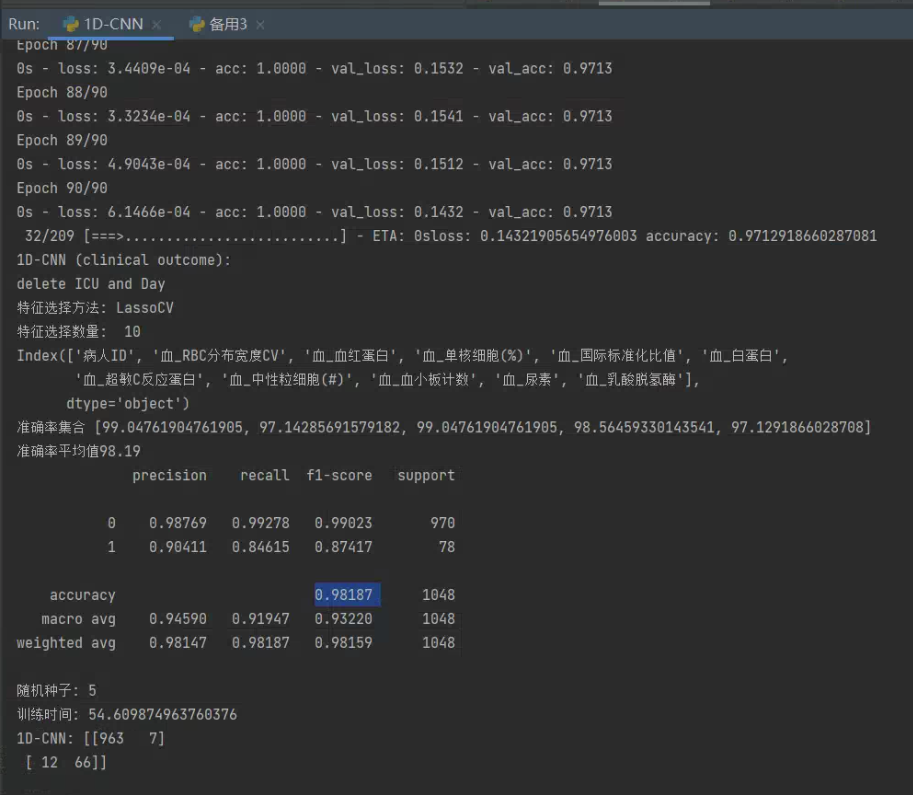 Run: 1D-CNN × 备用3 ×
Epoch 87/90
0s - loss: 3.4409e-04 - acc: 1.0000 - val_loss: 0.1532 - val_acc: 0.9713
Epoch 88/90
0s - loss: 3.3234e-04 - acc: 1.0000 - val_loss: 0.1541 - val_acc: 0.9713
Epoch 89/90
0s - loss: 4.9043e-04 - acc: 1.0000 - val_loss: 0.1512 - val_acc: 0.9713
Epoch 90/90
0s - loss: 6.1466e-04 - acc: 1.0000 - val_loss: 0.1432 - val_acc: 0.9713
32/209 [===>..........................] - ETA: 0sloss: 0.14321905654976003 accuracy: 0.9712918660287081
1D-CNN (clinical outcome):
delete ICU and Day
特征选择方法: LassoCV
特征选择数量: 10
Index(['病人ID', '血_RBC分布宽度CV', '血_血红蛋白', '血_单核细胞(%)', '血_国际标准化比值', '血_白蛋白',
'血_超敏C反应蛋白', '血_中性粒细胞(#)', '血_血小板计数', '血_尿素', '血_乳酸脱氢酶'],
dtype='object')
准确率集合 [99.04761904761905, 97.14285691579182, 99.04761904761905, 98.56459330143541, 97.1291866028708]
准确率平均值98.19
precision recall f1-score support
0 0.98769 0.99278 0.99023 970
1 0.90411 0.84615 0.87417 78
accuracy 0.98187 1048
macro avg 0.94590 0.91947 0.93220 1048
weighted avg 0.98147 0.98187 0.98159 1048
随机种子: 5
训练时间: 54.609874963760376
1D-CNN: [[963 7]
[ 12 66]]